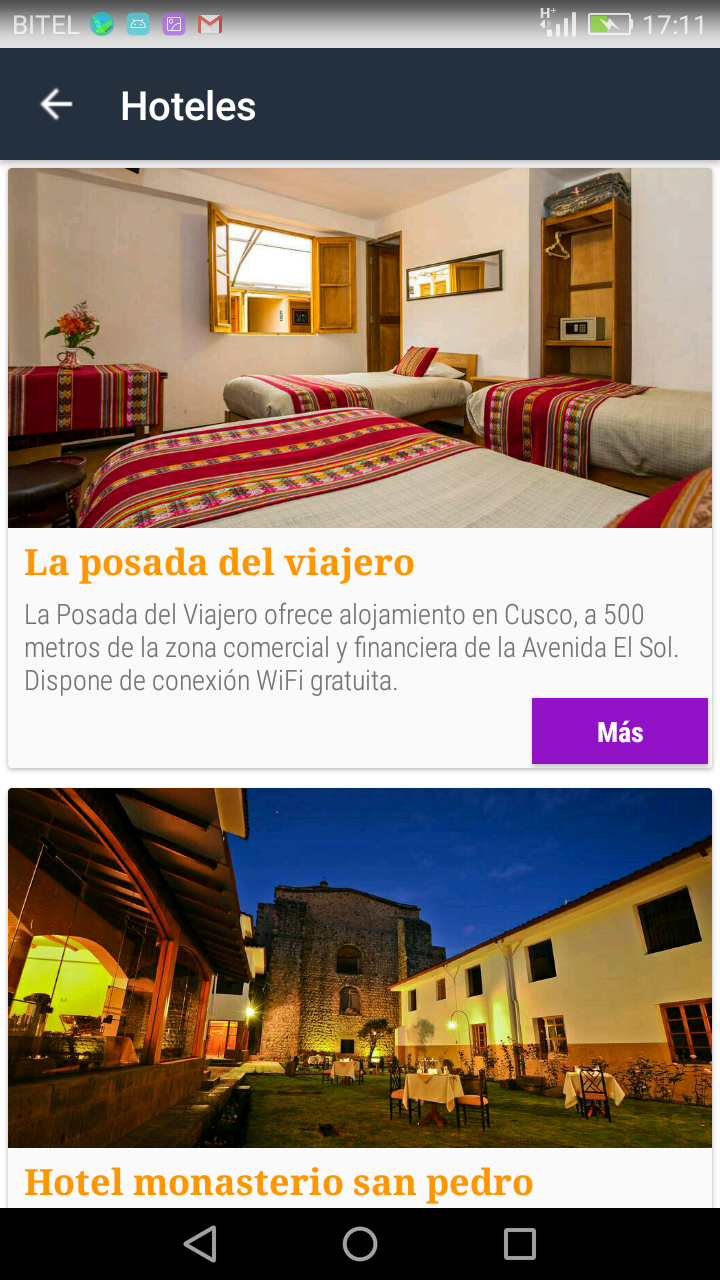 BITEL
H+
17:11
Hoteles
La posada del viajero
La Posada del Viajero ofrece alojamiento en Cusco, a 500
metros de la zona comercial y financiera de la Avenida El Sol.
Dispone de conexión WiFi gratuita.
Más
Hotel monasterio san pedro